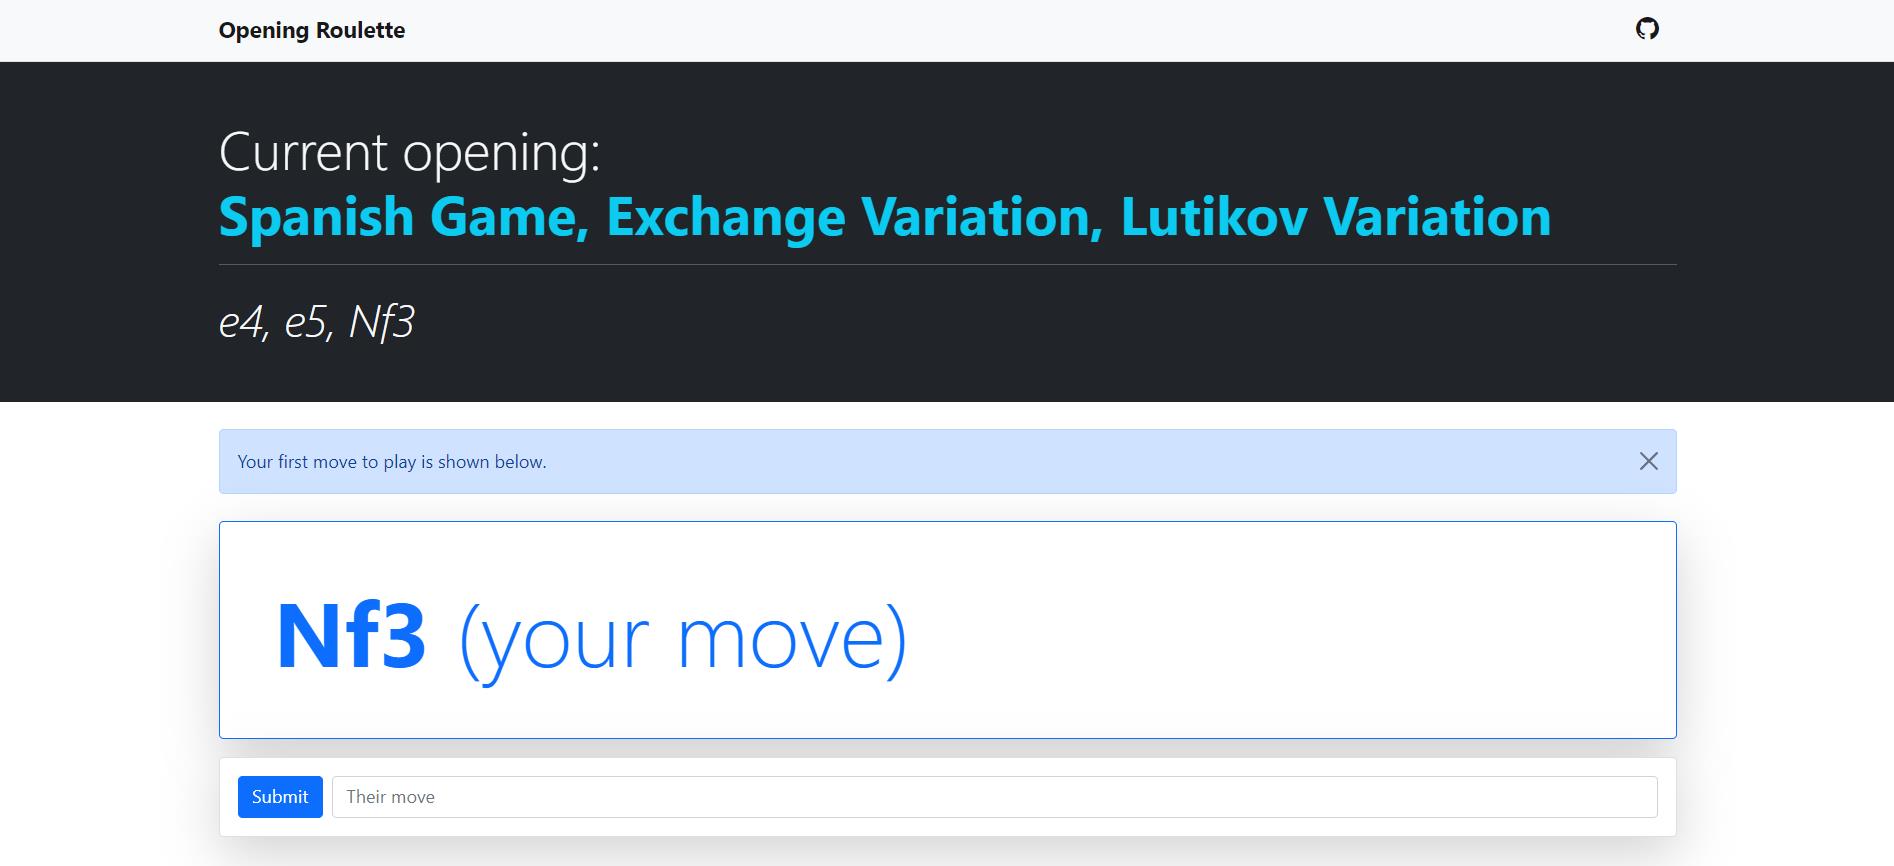 Opening Roulette
Current opening:
Spanish Game, Exchange Variation, Lutikov Variation
e4, e5, Nf3
Your first move to play is shown below.
Nf3 (your move)
Submit Their move